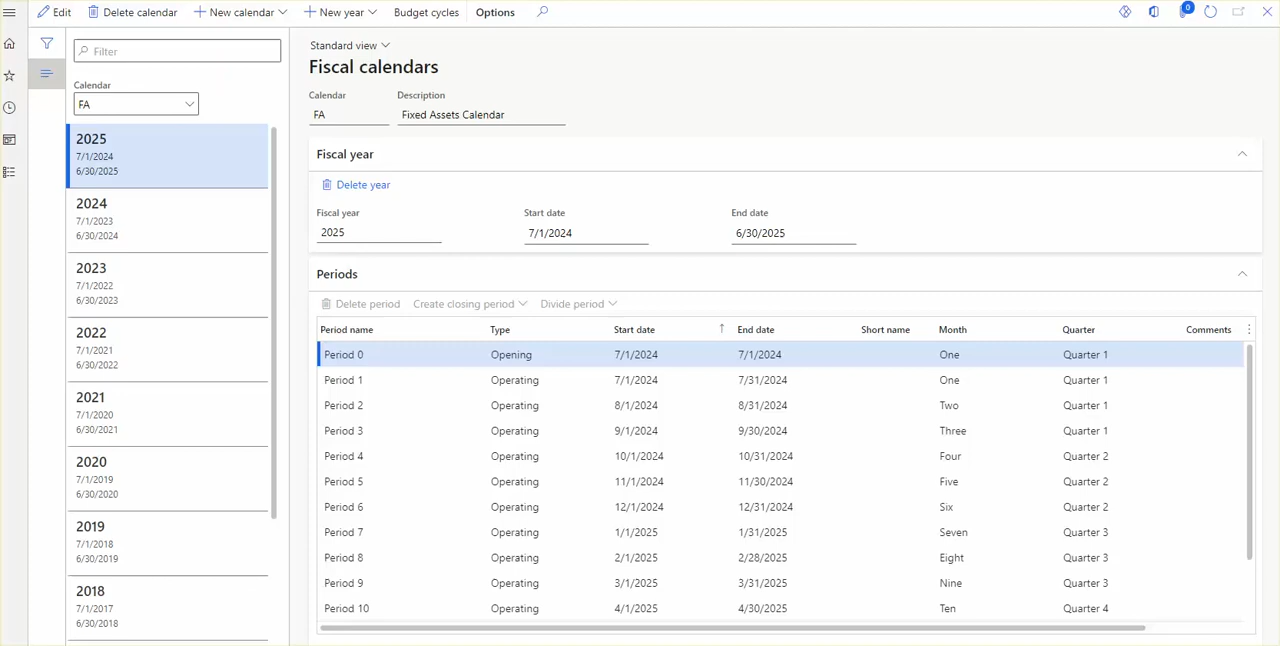 Edit Delete calendar New calendar New year Budget cycles Options 0
Filter
Calendar
FA
2025
7/1/2024
6/30/2025
2024
7/1/2023
6/30/2024
2023
7/1/2022
6/30/2023
2022
7/1/2021
6/30/2022
2021
7/1/2020
6/30/2021
2020
7/1/2019
6/30/2020
2019
7/1/2018
6/30/2019
2018
7/1/2017
6/30/2018
Standard view
Fiscal calendars
Calendar Description
FA Fixed Assets Calendar
Fiscal year
Delete year
Fiscal year Start date End date
2025 7/1/2024 6/30/2025
Periods
Delete period Create closing period Divide period
Period name Type Start date End date Short name Month Quarter Comments
Period 0 Opening 7/1/2024 7/1/2024 One Quarter 1
Period 1 Operating 7/1/2024 7/31/2024 One Quarter 1
Period 2 Operating 8/1/2024 8/31/2024 Two Quarter 1
Period 3 Operating 9/1/2024 9/30/2024 Three Quarter 1
Period 4 Operating 10/1/2024 10/31/2024 Four Quarter 2
Period 5 Operating 11/1/2024 11/30/2024 Five Quarter 2
Period 6 Operating 12/1/2024 12/31/2024 Six Quarter 2
Period 7 Operating 1/1/2025 1/31/2025 Seven Quarter 3
Period 8 Operating 2/1/2025 2/28/2025 Eight Quarter 3
Period 9 Operating 3/1/2025 3/31/2025 Nine Quarter 3
Period 10 Operating 4/1/2025 4/30/2025 Ten Quarter 4